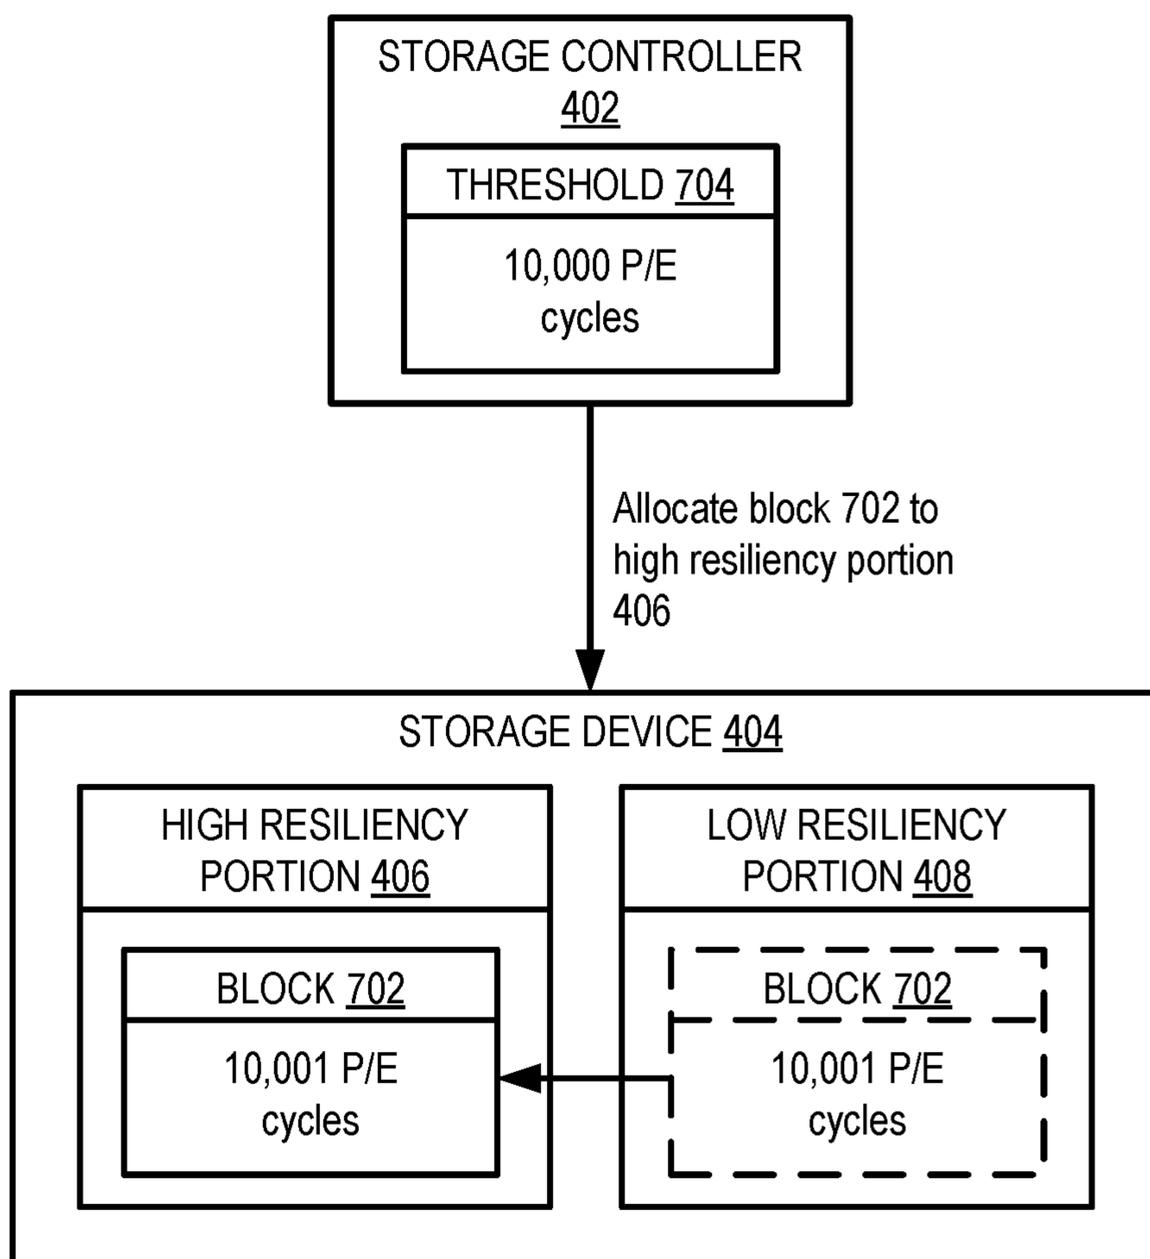 STORAGE CONTROLLER
402
THRESHOLD 704
10,000 P/E
cycles
Allocate block 702 to
high resiliency portion
406
STORAGE DEVICE 404
HIGH RESILIENCY
PORTION 406
BLOCK 702
10,001 P/E
cycles
LOW RESILIENCY
PORTION 408
BLOCK 702
10,001 P/E
cycles